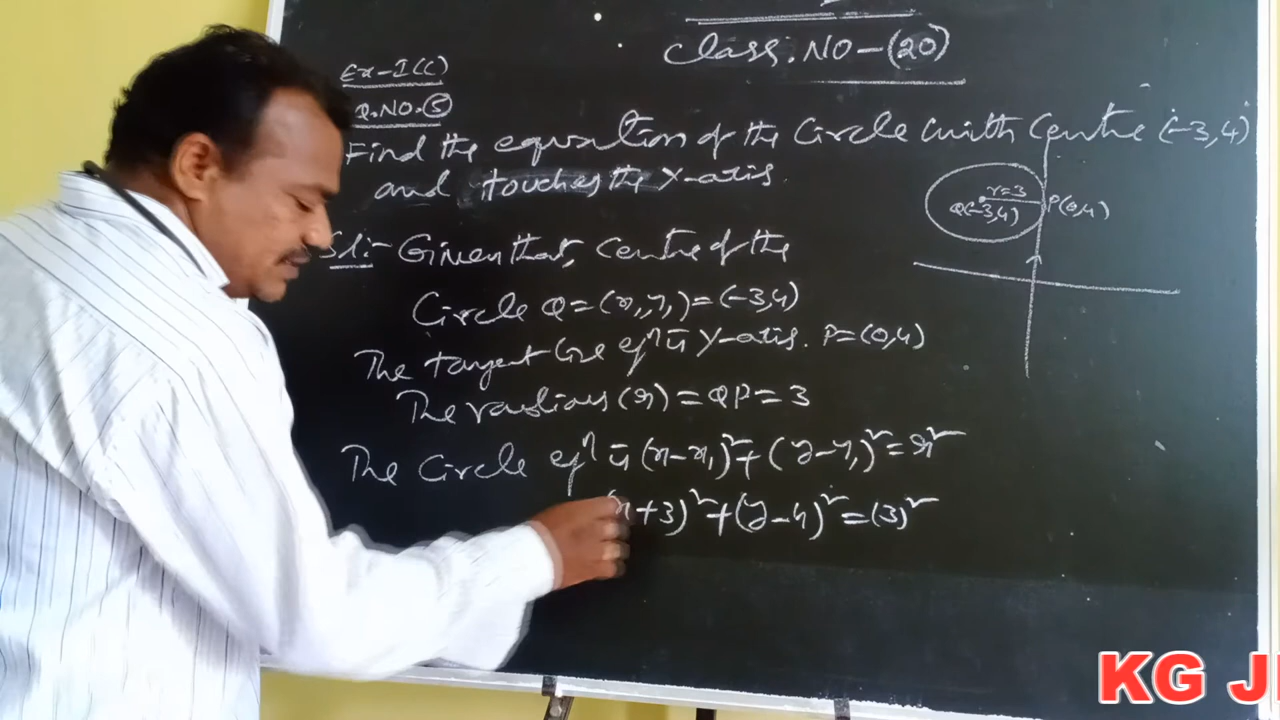 Class:NO-(20)
Ex-I(c)
Q.NO.(5)
Find the equation of the Circle with Centre (-3,4)
and touches the Y-axis.
r=3
Q(-3,4)
P(0,4)
Sol:- Given that, Centre of the
Circle Q=(x₁,y₁)=(-3,4)
The tangent line eqⁿ is Y-axis. P=(0,4)
The radious (r) = QP = 3
The Circle eqⁿ is (x-x₁)²+(y-y₁)²=r²
(x+3)²+(y-4)²=(3)²
KG J